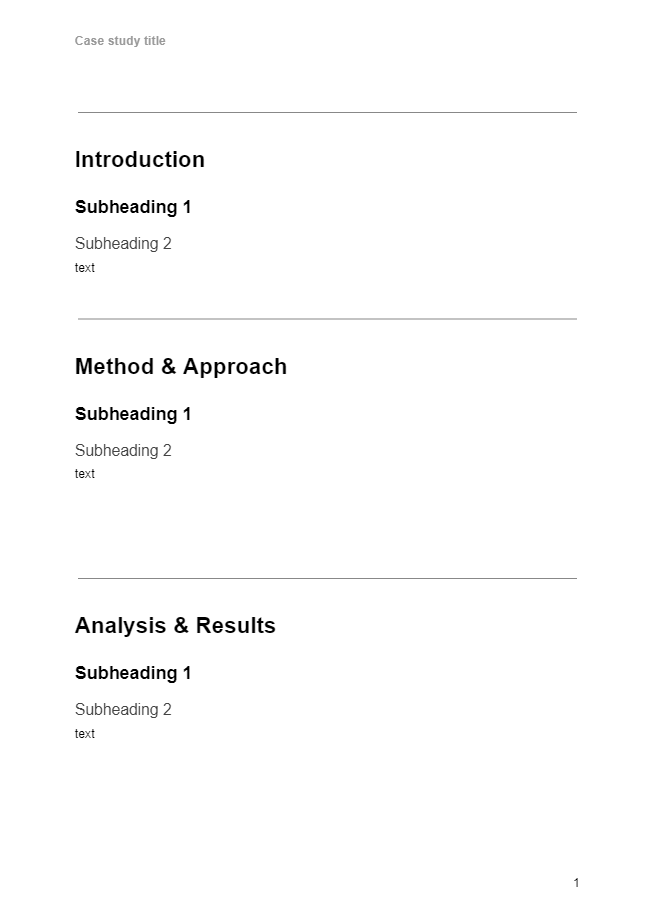 Case study title
Introduction
Subheading 1
Subheading 2
text
Method & Approach
Subheading 1
Subheading 2
text
Analysis & Results
Subheading 1
Subheading 2
text
1